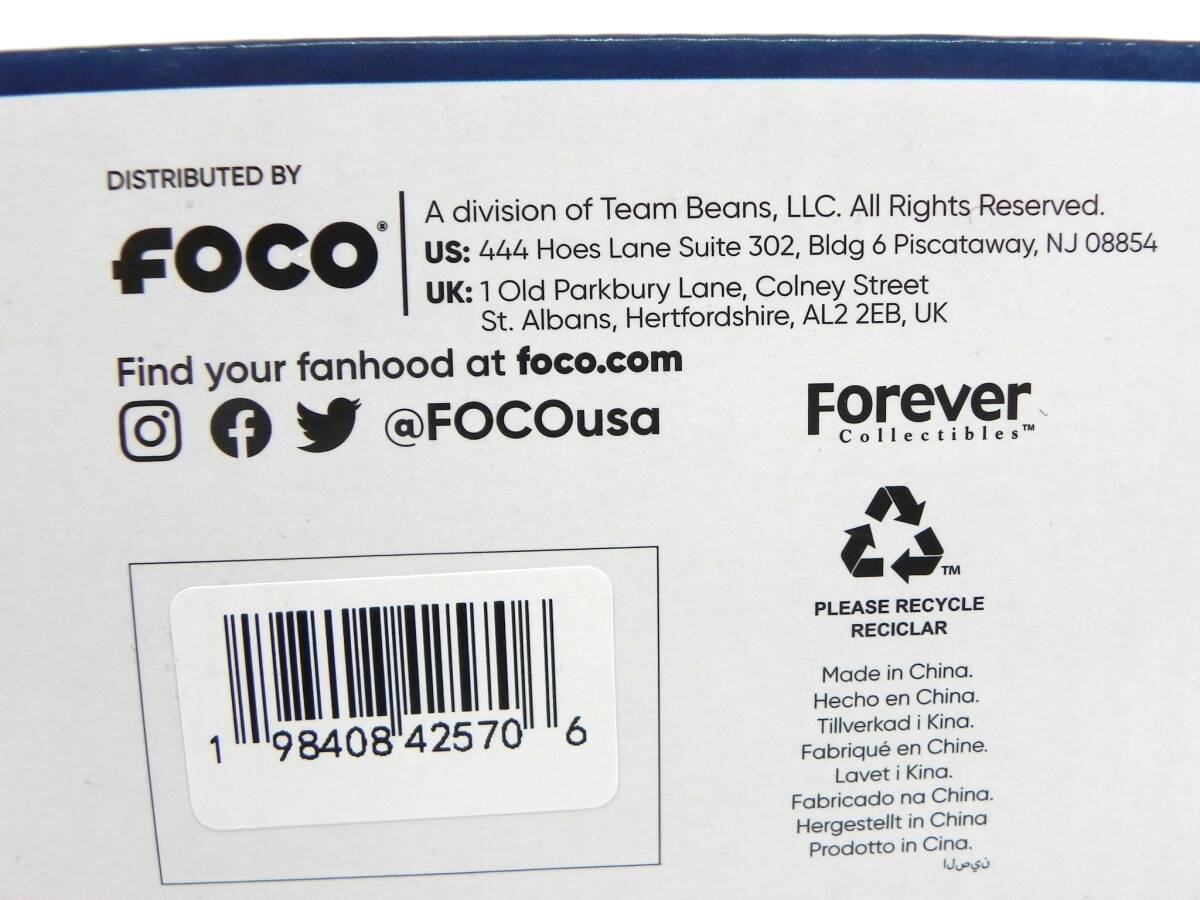 DISTRIBUTED BY
FOCO®
A division of Team Beans, LLC. All Rights Reserved.
US: 444 Hoes Lane Suite 302, Bldg 6 Piscataway, NJ 08854
UK: 1 Old Parkbury Lane, Colney Street
St. Albans, Hertfordshire, AL2 2EB, UK
Find your fanhood at foco.com
@FOCOusa
Forever
Collectibles™
TM
PLEASE RECYCLE
RECICLAR
Made in China.
Hecho en China.
Tillverkad i Kina.
Fabriqué en Chine.
Lavet i Kina.
Fabricado na China.
Hergestellt in China
Prodotto in Cina.
الصين
1 98408 42570 6